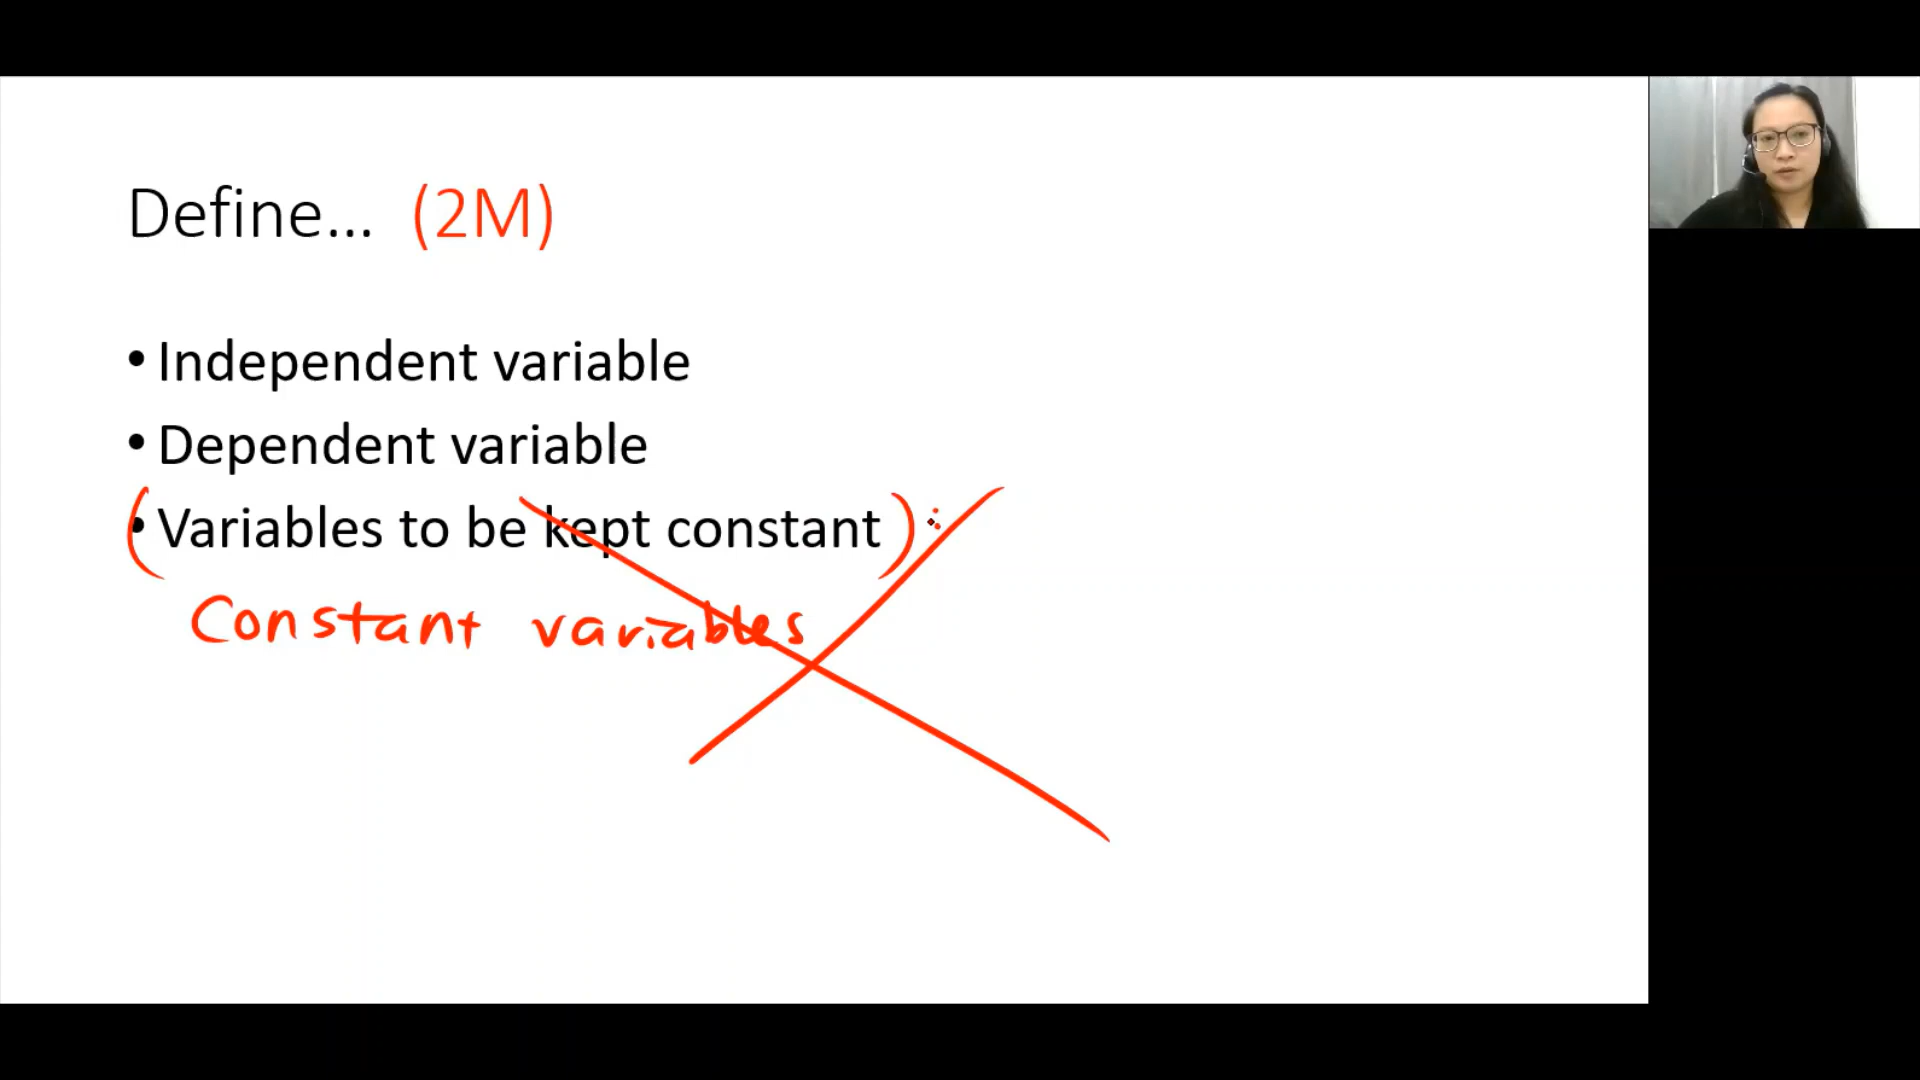 Define... (2M)
• Independent variable
• Dependent variable
(• Variables to be kept constant) :
Constant variables